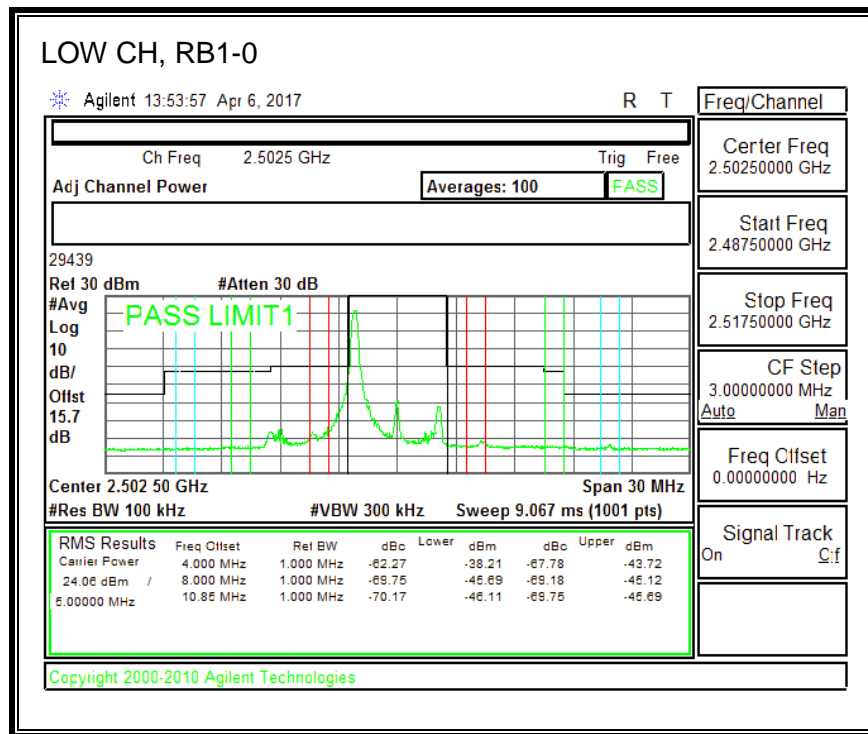 LOW CH, RB1-0
Agilent 13:53:57 Apr 6, 2017 R T
Freq/Channel
Ch Freq 2.5025 GHz Trig Free
Adj Channel Power Averages: 100 PASS
29439
Ref 30 dBm #Atten 30 dB
#Avg
Log
10
dB/
Offst
15.7
dB
PASS LIMIT1
Center 2.502 50 GHz Span 30 MHz
#Res BW 100 kHz #VBW 300 kHz Sweep 9.067 ms (1001 pts)
RMS Results Freq Offset Ref BW dBc Lower dBm dBc Upper dBm
Carrier Power 4.000 MHz 1.000 MHz -62.27 -38.21 -67.78 -43.72
24.06 dBm / 8.000 MHz 1.000 MHz -69.75 -45.69 -69.18 -45.12
5.00000 MHz 10.85 MHz 1.000 MHz -70.17 -46.11 -69.75 -45.69
Copyright 2000-2010 Agilent Technologies
Center Freq
2.50250000 GHz
Start Freq
2.48750000 GHz
Stop Freq
2.51750000 GHz
CF Step
3.00000000 MHz
Auto Man
Freq Offset
0.00000000 Hz
Signal Track
On Off